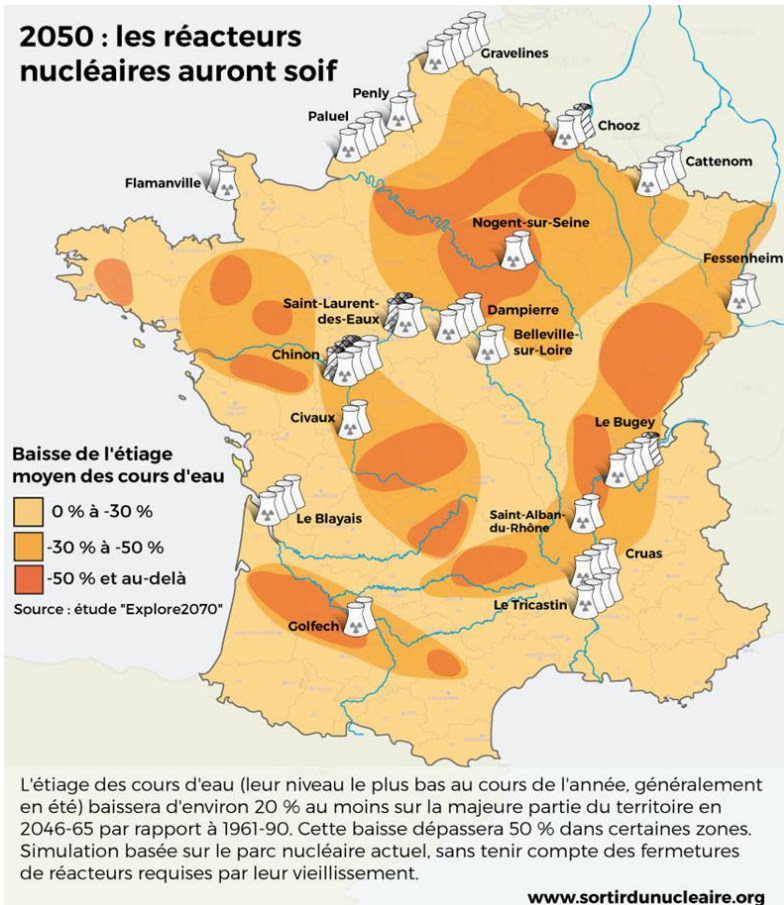 2050 : les réacteurs
nucléaires auront soif
Gravelines
Penly
Paluel
Chooz
Cattenom
Flamanville
Nogent-sur-Seine
Fessenheim
Saint-Laurent-
des-Eaux
Dampierre
Belleville-
sur-Loire
Chinon
Civaux
Le Bugey
Baisse de l'étiage
moyen des cours d'eau
0 % à -30 %
-30 % à -50 %
-50 % et au-delà
Source : étude "Explore2070"
Le Blayais
Saint-Alban-
du-Rhône
Cruas
Le Tricastin
Golfech
L'étiage des cours d'eau (leur niveau le plus bas au cours de l'année, généralement
en été) baissera d'environ 20 % au moins sur la majeure partie du territoire en
2046-65 par rapport à 1961-90. Cette baisse dépassera 50 % dans certaines zones.
Simulation basée sur le parc nucléaire actuel, sans tenir compte des fermetures
de réacteurs requises par leur vieillissement.
www.sortirdunucleaire.org